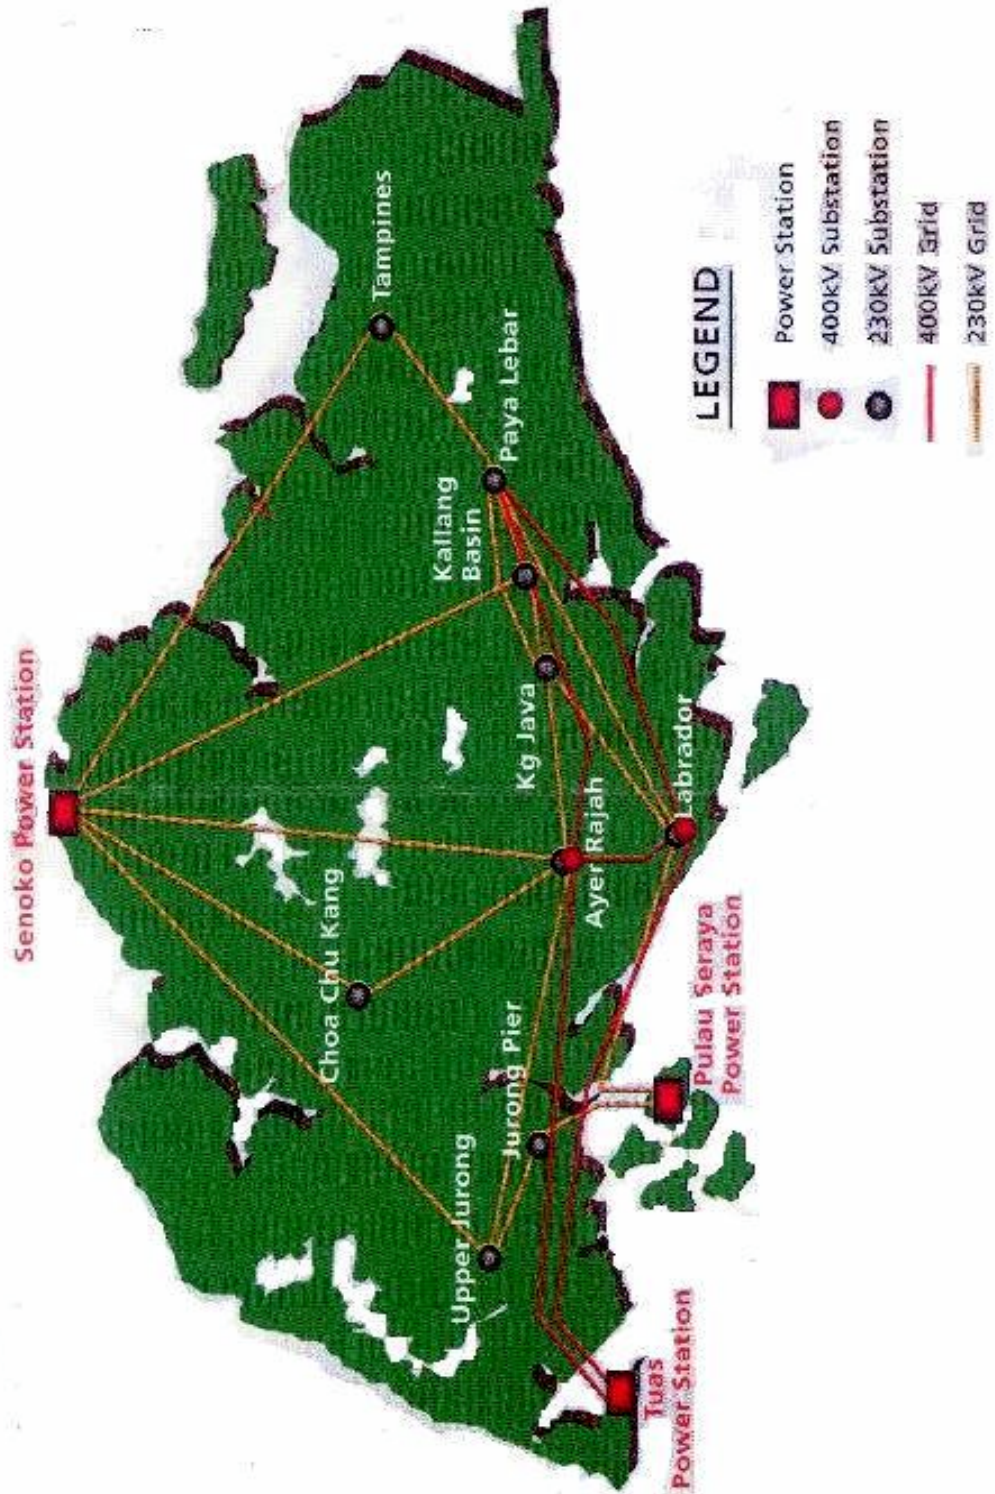 Senoko Power Station
Tampines
Choa Chu Kang
Kallang
Basin
Paya Lebar
Upper Jurong
Jurong Pier
Kg Java
Ayer Rajah
Labrador
Tuas
Power Station
Pulau Seraya
Power Station
LEGEND
Power Station
400kV Substation
230kV Substation
400kV Grid
230kV Grid